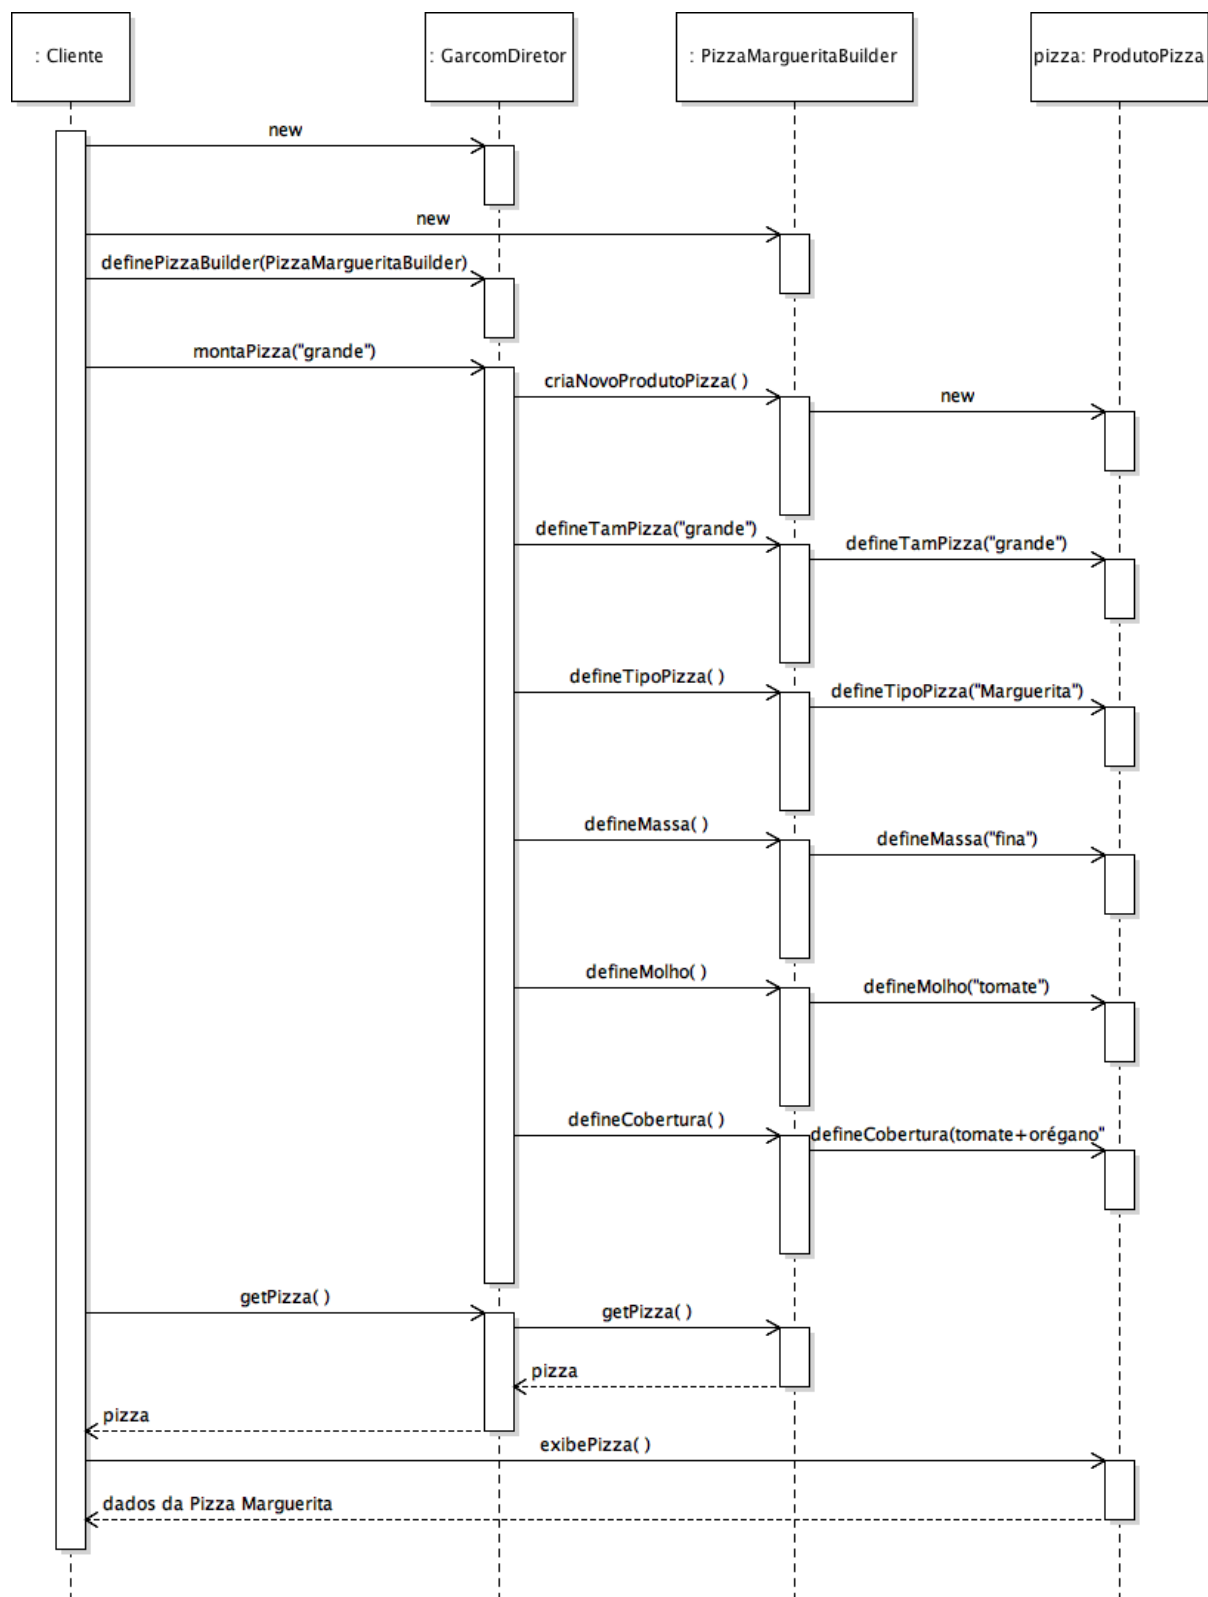 : Cliente
: GarcomDiretor
: PizzaMargueritaBuilder
pizza: ProdutoPizza
new
new
definePizzaBuilder(PizzaMargueritaBuilder)
montaPizza("grande")
criaNovoProdutoPizza( )
new
defineTamPizza("grande")
defineTamPizza("grande")
defineTipoPizza( )
defineTipoPizza("Marguerita")
defineMassa( )
defineMassa("fina")
defineMolho( )
defineMolho("tomate")
defineCobertura( )
defineCobertura(tomate+orégano"
getPizza( )
getPizza( )
pizza
pizza
exibePizza( )
dados da Pizza Marguerita